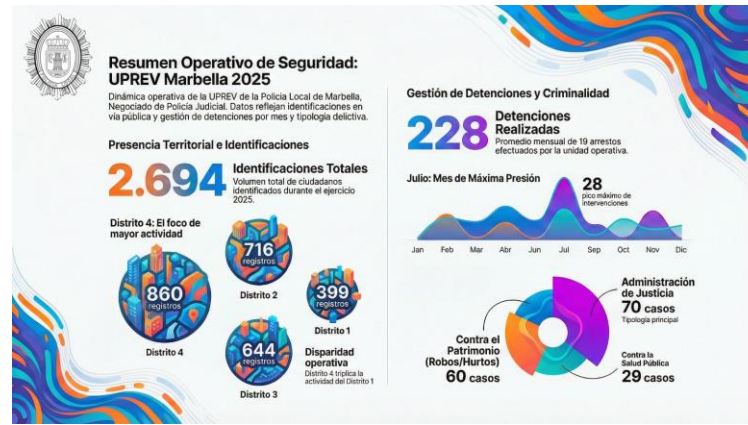 Resumen Operativo de Seguridad:
UPREV Marbella 2025
Dinámica operativa de la UPREV de la Policia Local de Marbella,
Negociado de Policía Judicial. Datos reflejan identificaciones en
vía pública y gestión de detenciones por mes y tipología delictiva.
Presencia Territorial e Identificaciones
2.694
Identificaciones Totales
Volumen total de ciudadanos
identificados durante el ejercicio
2025.
Distrito 4: El foco de
mayor actividad
860
registros
Distrito 4
716
registros
Distrito 2
399
registros
Distrito 1
644
registros
Distrito 3
Disparidad
operativa
Distrito 4 triplica la
actividad del Distrito 1
Gestión de Detenciones y Criminalidad
228
Detenciones
Realizadas
Promedio mensual de 19 arrestos
efectuados por la unidad operativa.
Julio: Mes de Máxima Presión
28
pico máximo de
intervenciones
Jan Feb Mar Abr Jun Jul Sep Oct Nov Dic
Administración
de Justicia
70 casos
Tipología principal
Contra el
Patrimonio
(Robos/Hurtos)
60 casos
Contra la
Salud Pública
29 casos